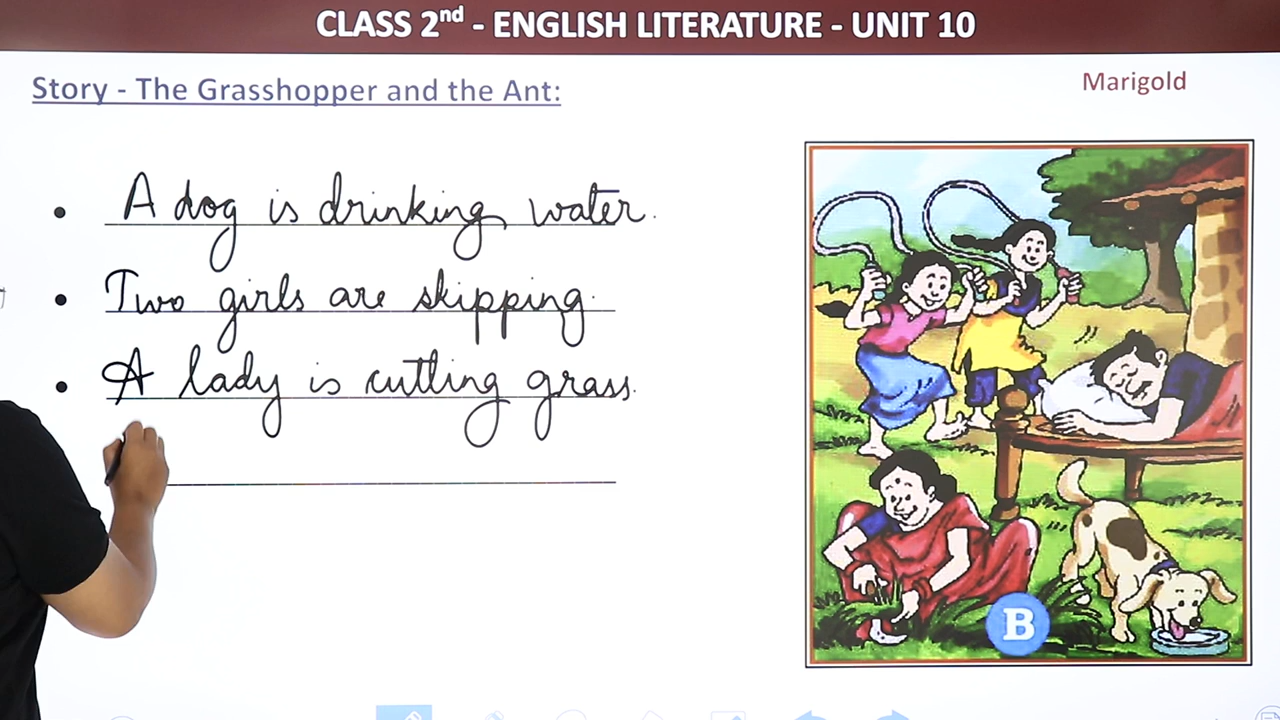 CLASS 2nd - ENGLISH LITERATURE - UNIT 10
Story - The Grasshopper and the Ant:
Marigold
• A dog is drinking water.
• Two girls are skipping.
• A lady is cutting grass.
B